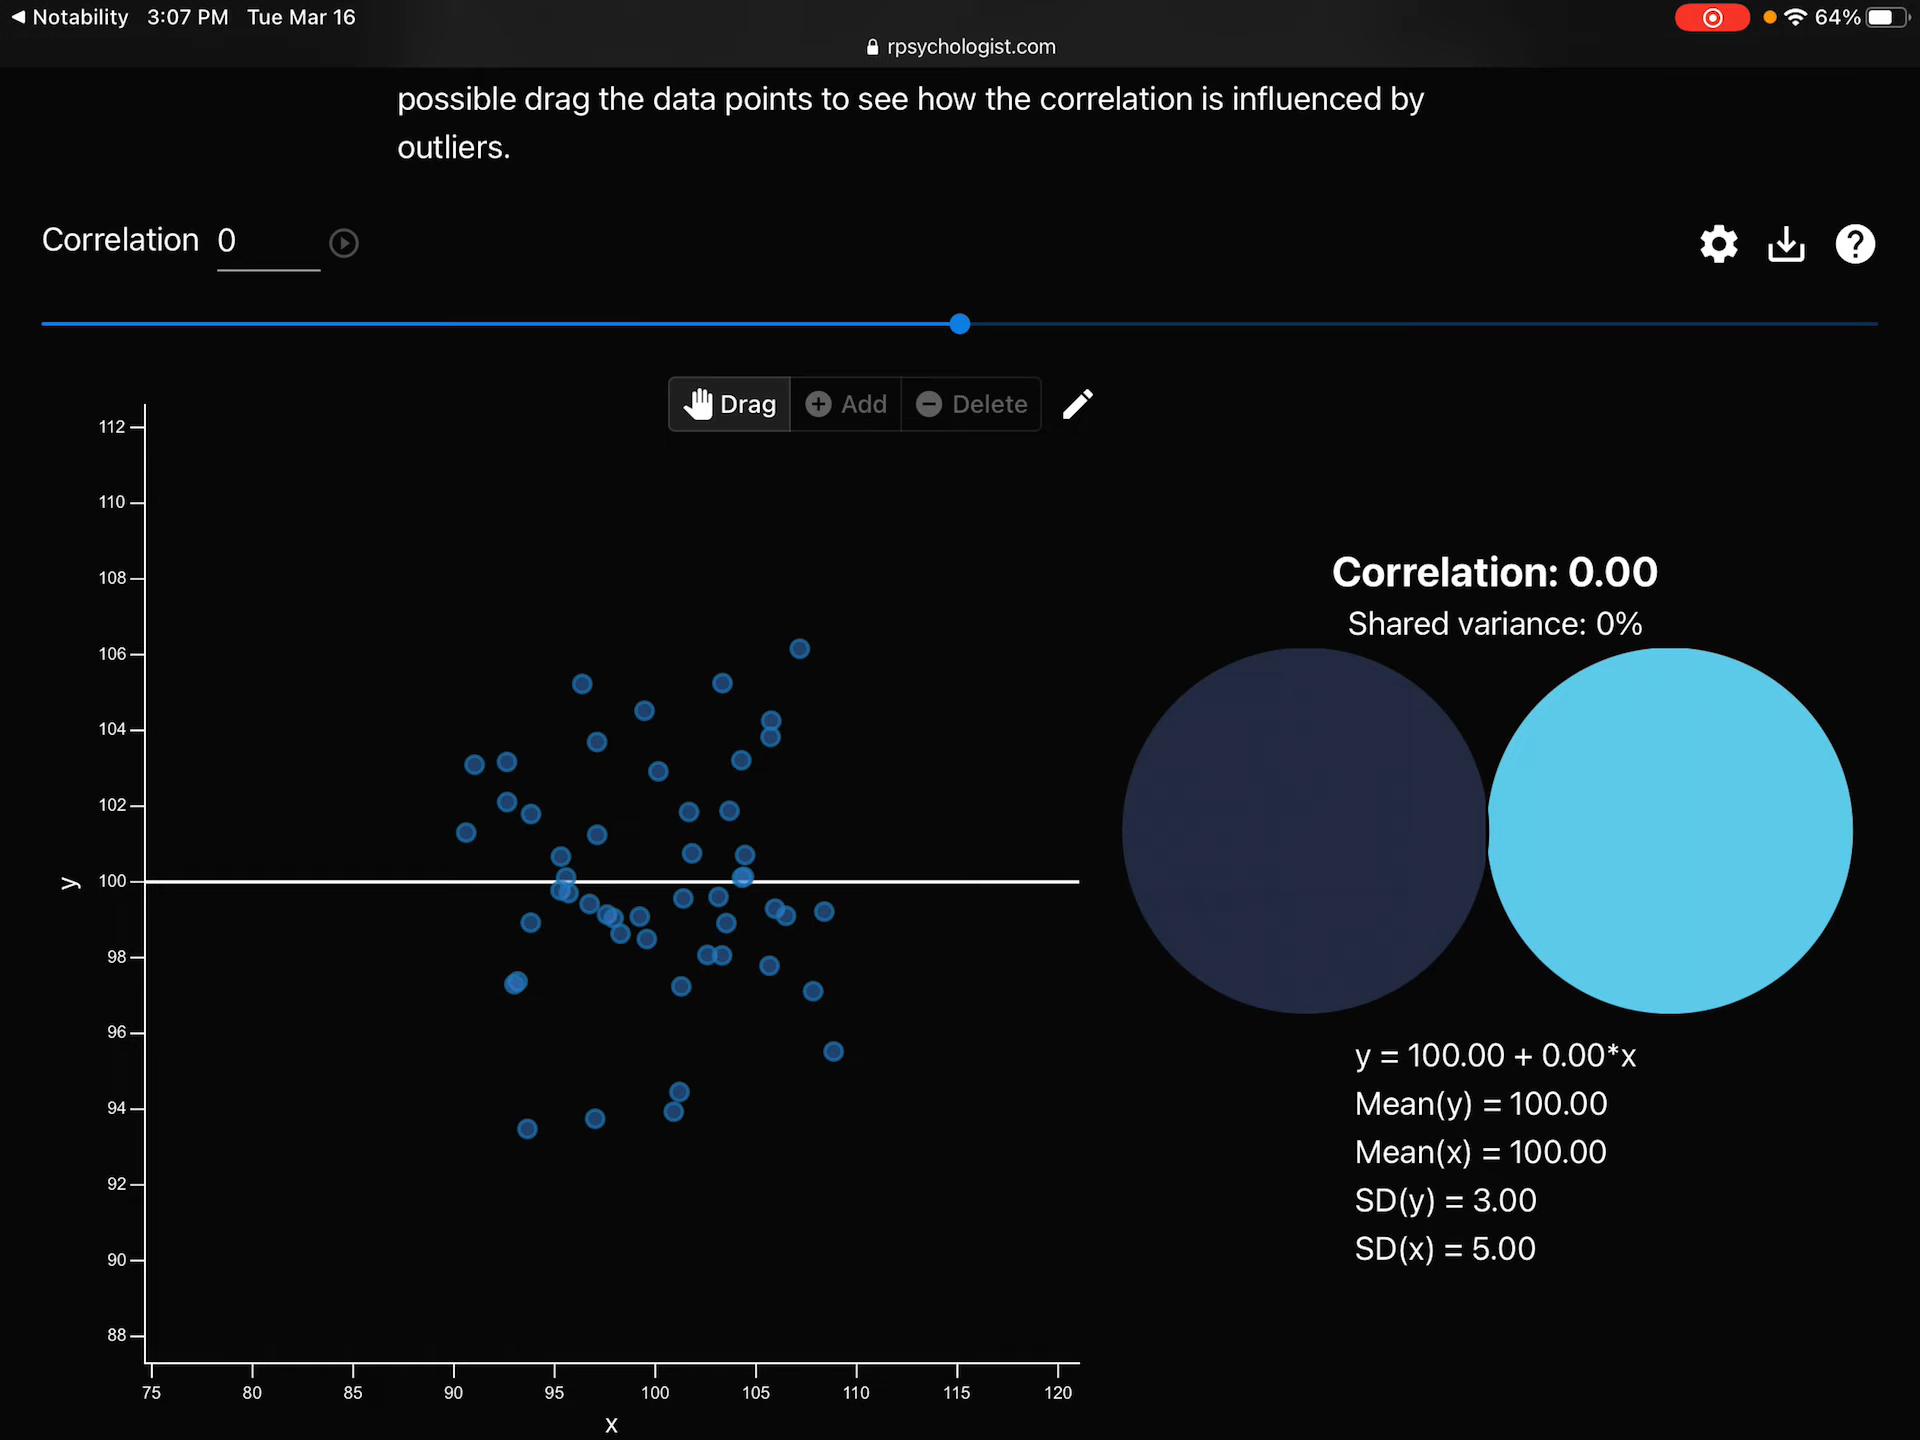 Notability 3:07 PM Tue Mar 16
64%
rpsychologist.com
possible drag the data points to see how the correlation is influenced by
outliers.
Correlation 0
Drag Add Delete
112
110
108
106
104
102
100
98
96
94
92
90
88
y
75 80 85 90 95 100 105 110 115 120
x
Correlation: 0.00
Shared variance: 0%
y = 100.00 + 0.00*x
Mean(y) = 100.00
Mean(x) = 100.00
SD(y) = 3.00
SD(x) = 5.00